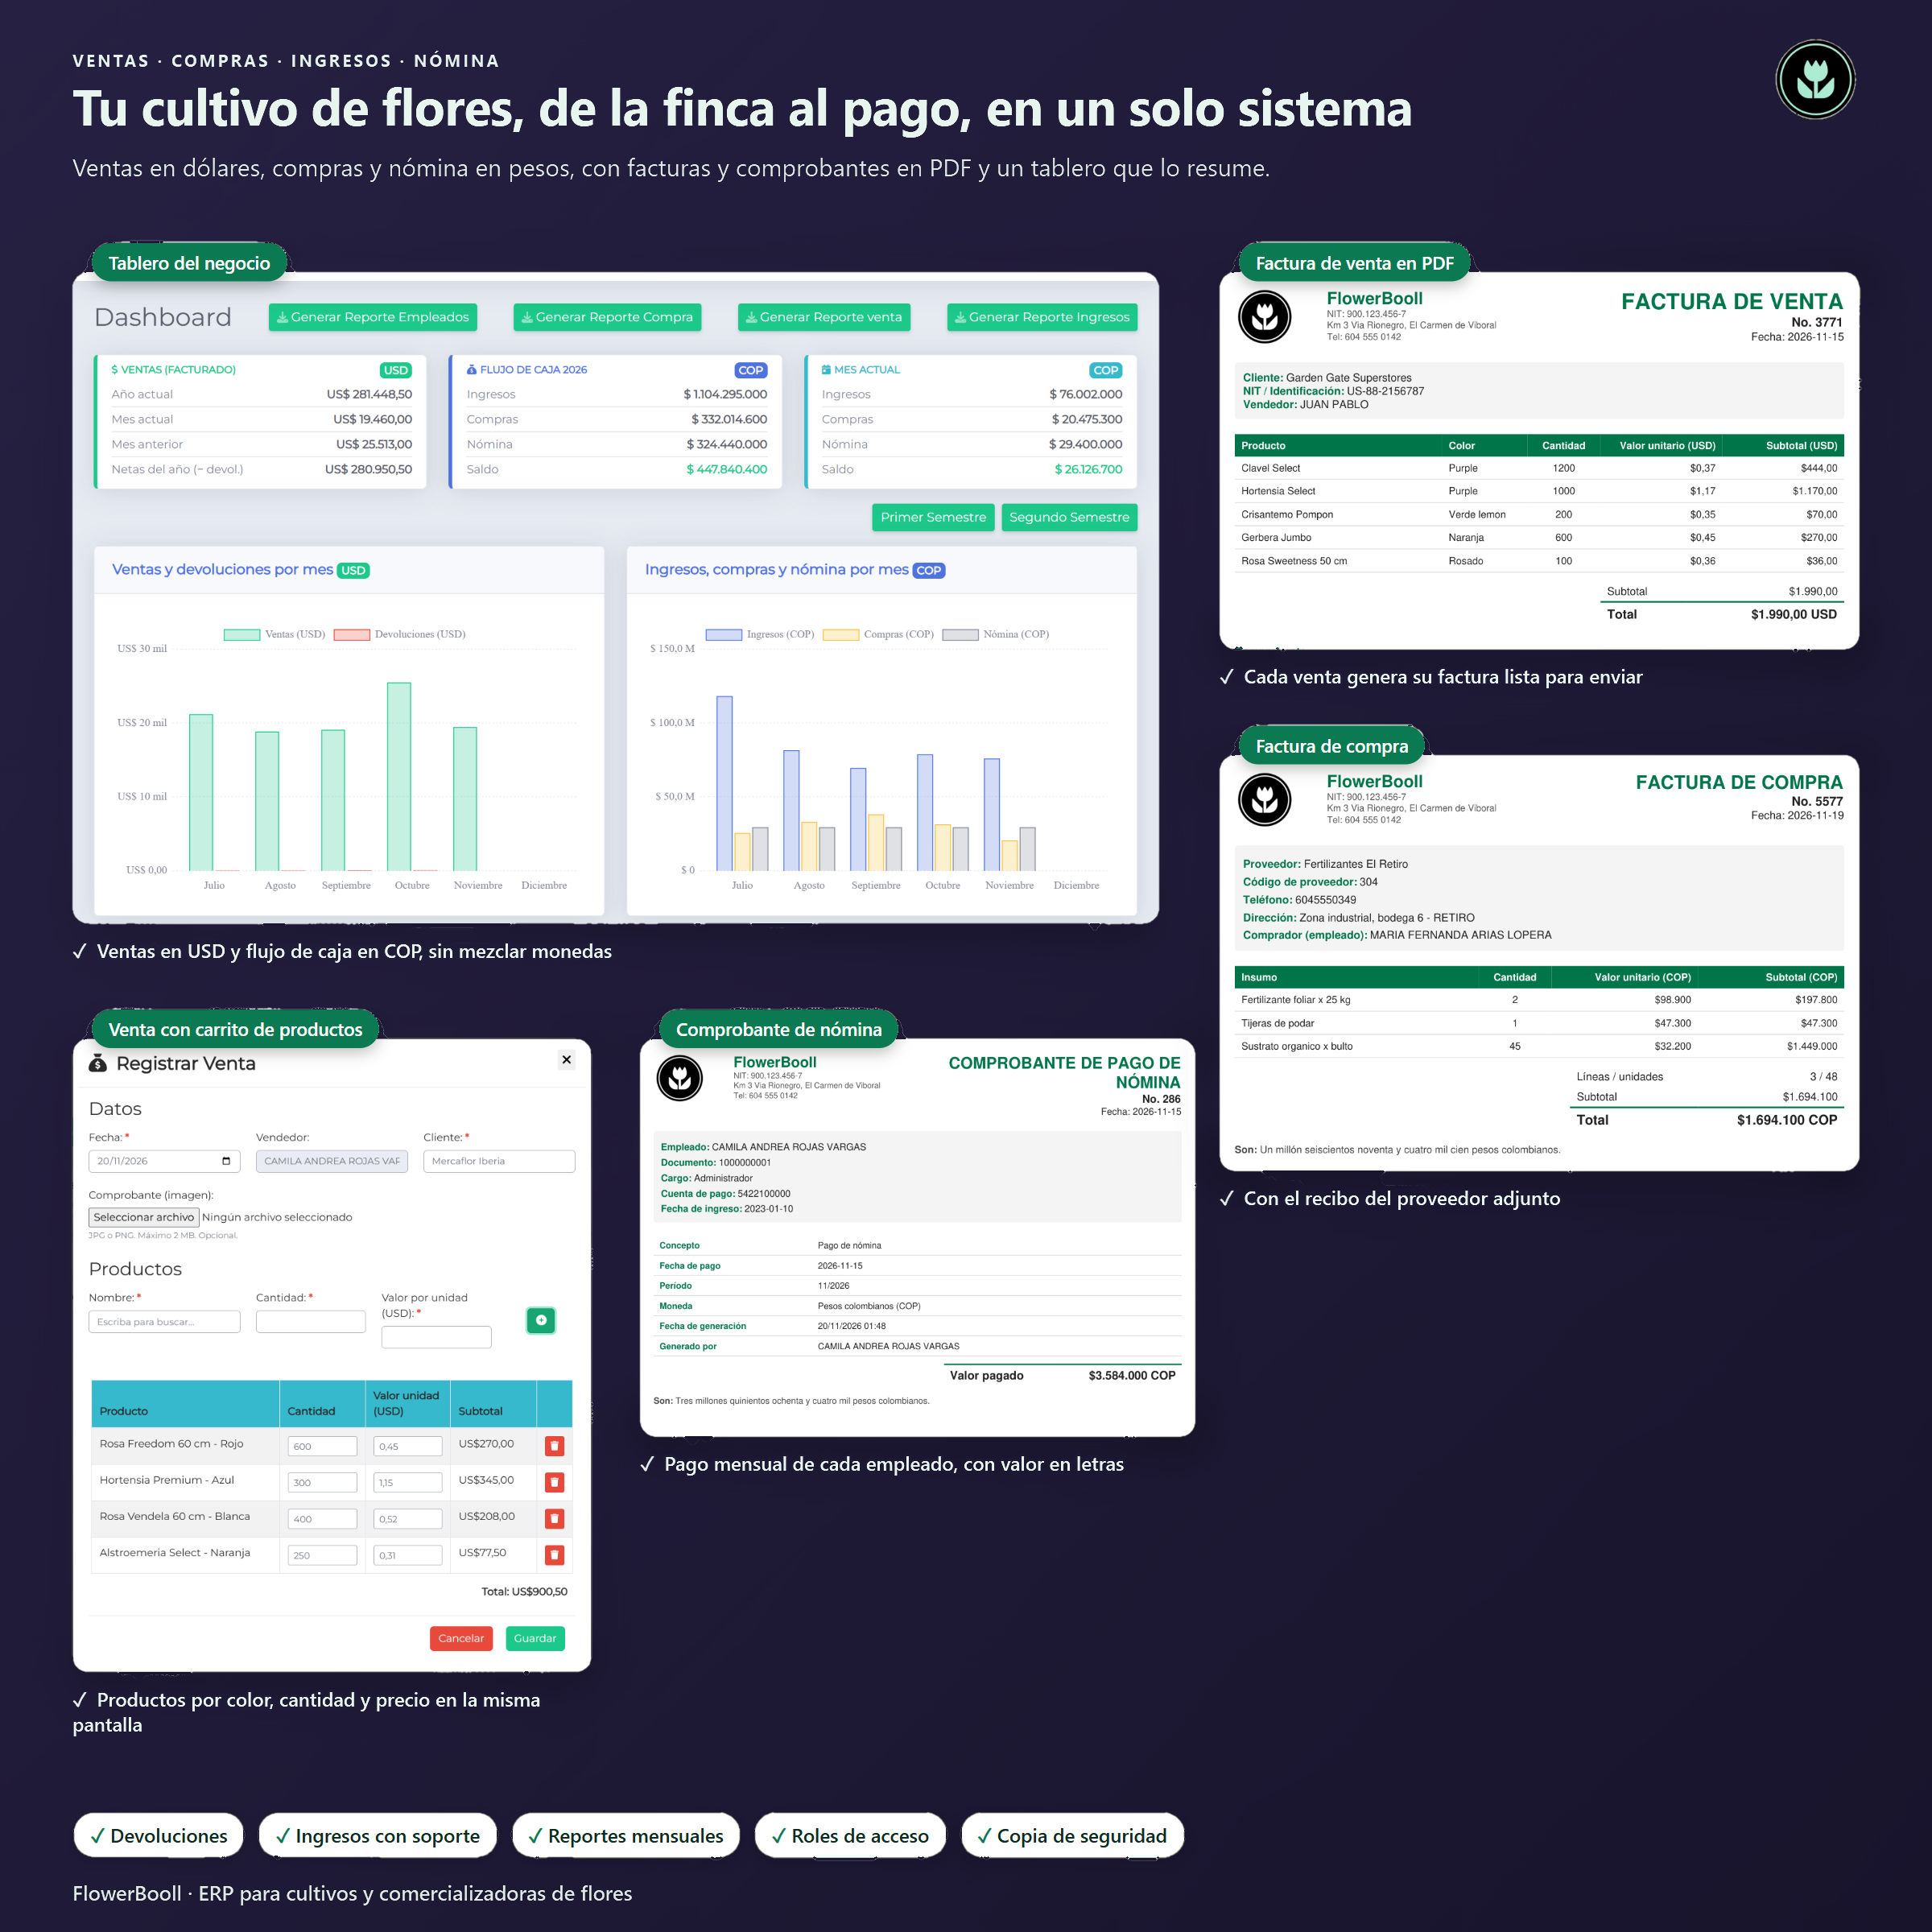 VENTAS · COMPRAS · INGRESOS · NÓMINA
Tu cultivo de flores, de la finca al pago, en un solo sistema
Ventas en dólares, compras y nómina en pesos, con facturas y comprobantes en PDF y un tablero que lo resume.
Tablero del negocio
Dashboard
Generar Reporte Empleados
Generar Reporte Compra
Generar Reporte venta
Generar Reporte Ingresos
$ VENTAS (FACTURADO) USD
Año actual US$ 281.448,50
Mes actual US$ 19.460,00
Mes anterior US$ 25.513,00
Netas del año (− devol.) US$ 280.950,50
FLUJO DE CAJA 2026 COP
Ingresos $ 1.104.295.000
Compras $ 332.014.600
Nómina $ 324.440.000
Saldo $ 447.840.400
MES ACTUAL COP
Ingresos $ 76.002.000
Compras $ 20.475.300
Nómina $ 29.400.000
Saldo $ 26.126.700
Primer Semestre
Segundo Semestre
Ventas y devoluciones por mes USD
Ventas (USD) Devoluciones (USD)
US$ 30 mil
US$ 20 mil
US$ 10 mil
US$ 0,00
Julio Agosto Septiembre Octubre Noviembre Diciembre
Ingresos, compras y nómina por mes COP
Ingresos (COP) Compras (COP) Nómina (COP)
$ 150,0 M
$ 100,0 M
$ 50,0 M
$ 0
Julio Agosto Septiembre Octubre Noviembre Diciembre
✓ Ventas en USD y flujo de caja en COP, sin mezclar monedas
Factura de venta en PDF
FlowerBooll
NIT: 900.123.456-7
Km 3 Via Rionegro, El Carmen de Viboral
Tel: 604 555 0142
FACTURA DE VENTA
No. 3771
Fecha: 2026-11-15
Cliente: Garden Gate Superstores
NIT / Identificación: US-88-2156787
Vendedor: JUAN PABLO
Producto Color Cantidad Valor unitario (USD) Subtotal (USD)
Clavel Select Purple 1200 $0,37 $444,00
Hortensia Select Purple 1000 $1,17 $1.170,00
Crisantemo Pompon Verde lemon 200 $0,35 $70,00
Gerbera Jumbo Naranja 600 $0,45 $270,00
Rosa Sweetness 50 cm Rosado 100 $0,36 $36,00
Subtotal $1.990,00
Total $1.990,00 USD
✓ Cada venta genera su factura lista para enviar
Factura de compra
FlowerBooll
NIT: 900.123.456-7
Km 3 Via Rionegro, El Carmen de Viboral
Tel: 604 555 0142
FACTURA DE COMPRA
No. 5577
Fecha: 2026-11-19
Proveedor: Fertilizantes El Retiro
Código de proveedor: 304
Teléfono: 6045550349
Dirección: Zona industrial, bodega 6 - RETIRO
Comprador (empleado): MARIA FERNANDA ARIAS LOPERA
Insumo Cantidad Valor unitario (COP) Subtotal (COP)
Fertilizante foliar x 25 kg 2 $98.900 $197.800
Tijeras de podar 1 $47.300 $47.300
Sustrato organico x bulto 45 $32.200 $1.449.000
Líneas / unidades 3 / 48
Subtotal $1.694.100
Total $1.694.100 COP
Son: Un millón seiscientos noventa y cuatro mil cien pesos colombianos.
✓ Con el recibo del proveedor adjunto
Venta con carrito de productos
Registrar Venta
Datos
Fecha: * Vendedor: Cliente: *
20/11/2026 CAMILA ANDREA ROJAS VAR Mercaflor Iberia
Comprobante (imagen):
Seleccionar archivo Ningún archivo seleccionado
JPG o PNG. Máximo 2 MB. Opcional.
Productos
Nombre: * Cantidad: * Valor por unidad (USD): *
Escriba para buscar...
Producto Cantidad Valor unidad (USD) Subtotal
Rosa Freedom 60 cm - Rojo 600 0,45 US$270,00
Hortensia Premium - Azul 300 1,15 US$345,00
Rosa Vendela 60 cm - Blanca 400 0,52 US$208,00
Alstroemeria Select - Naranja 250 0,31 US$77,50
Total: US$900,50
Cancelar Guardar
✓ Productos por color, cantidad y precio en la misma
pantalla
Comprobante de nómina
FlowerBooll
NIT: 900.123.456-7
Km 3 Via Rionegro, El Carmen de Viboral
Tel: 604 555 0142
COMPROBANTE DE PAGO DE
NÓMINA
No. 286
Fecha: 2026-11-15
Empleado: CAMILA ANDREA ROJAS VARGAS
Documento: 1000000001
Cargo: Administrador
Cuenta de pago: 5422100000
Fecha de ingreso: 2023-01-10
Concepto Pago de nómina
Fecha de pago 2026-11-15
Período 11/2026
Moneda Pesos colombianos (COP)
Fecha de generación 20/11/2026 01:48
Generado por CAMILA ANDREA ROJAS VARGAS
Valor pagado $3.584.000 COP
Son: Tres millones quinientos ochenta y cuatro mil pesos colombianos.
✓ Pago mensual de cada empleado, con valor en letras
✓ Devoluciones
✓ Ingresos con soporte
✓ Reportes mensuales
✓ Roles de acceso
✓ Copia de seguridad
FlowerBooll · ERP para cultivos y comercializadoras de flores